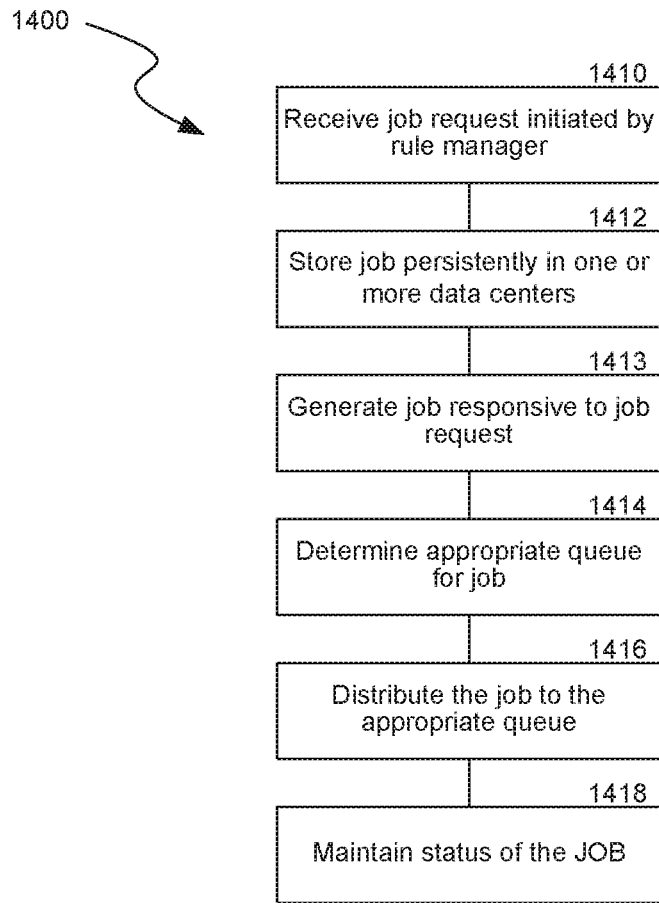 1400
1410
Receive job request initiated by
rule manager
1412
Store job persistently in one or
more data centers
1413
Generate job responsive to job
request
1414
Determine appropriate queue
for job
1416
Distribute the job to the
appropriate queue
1418
Maintain status of the JOB